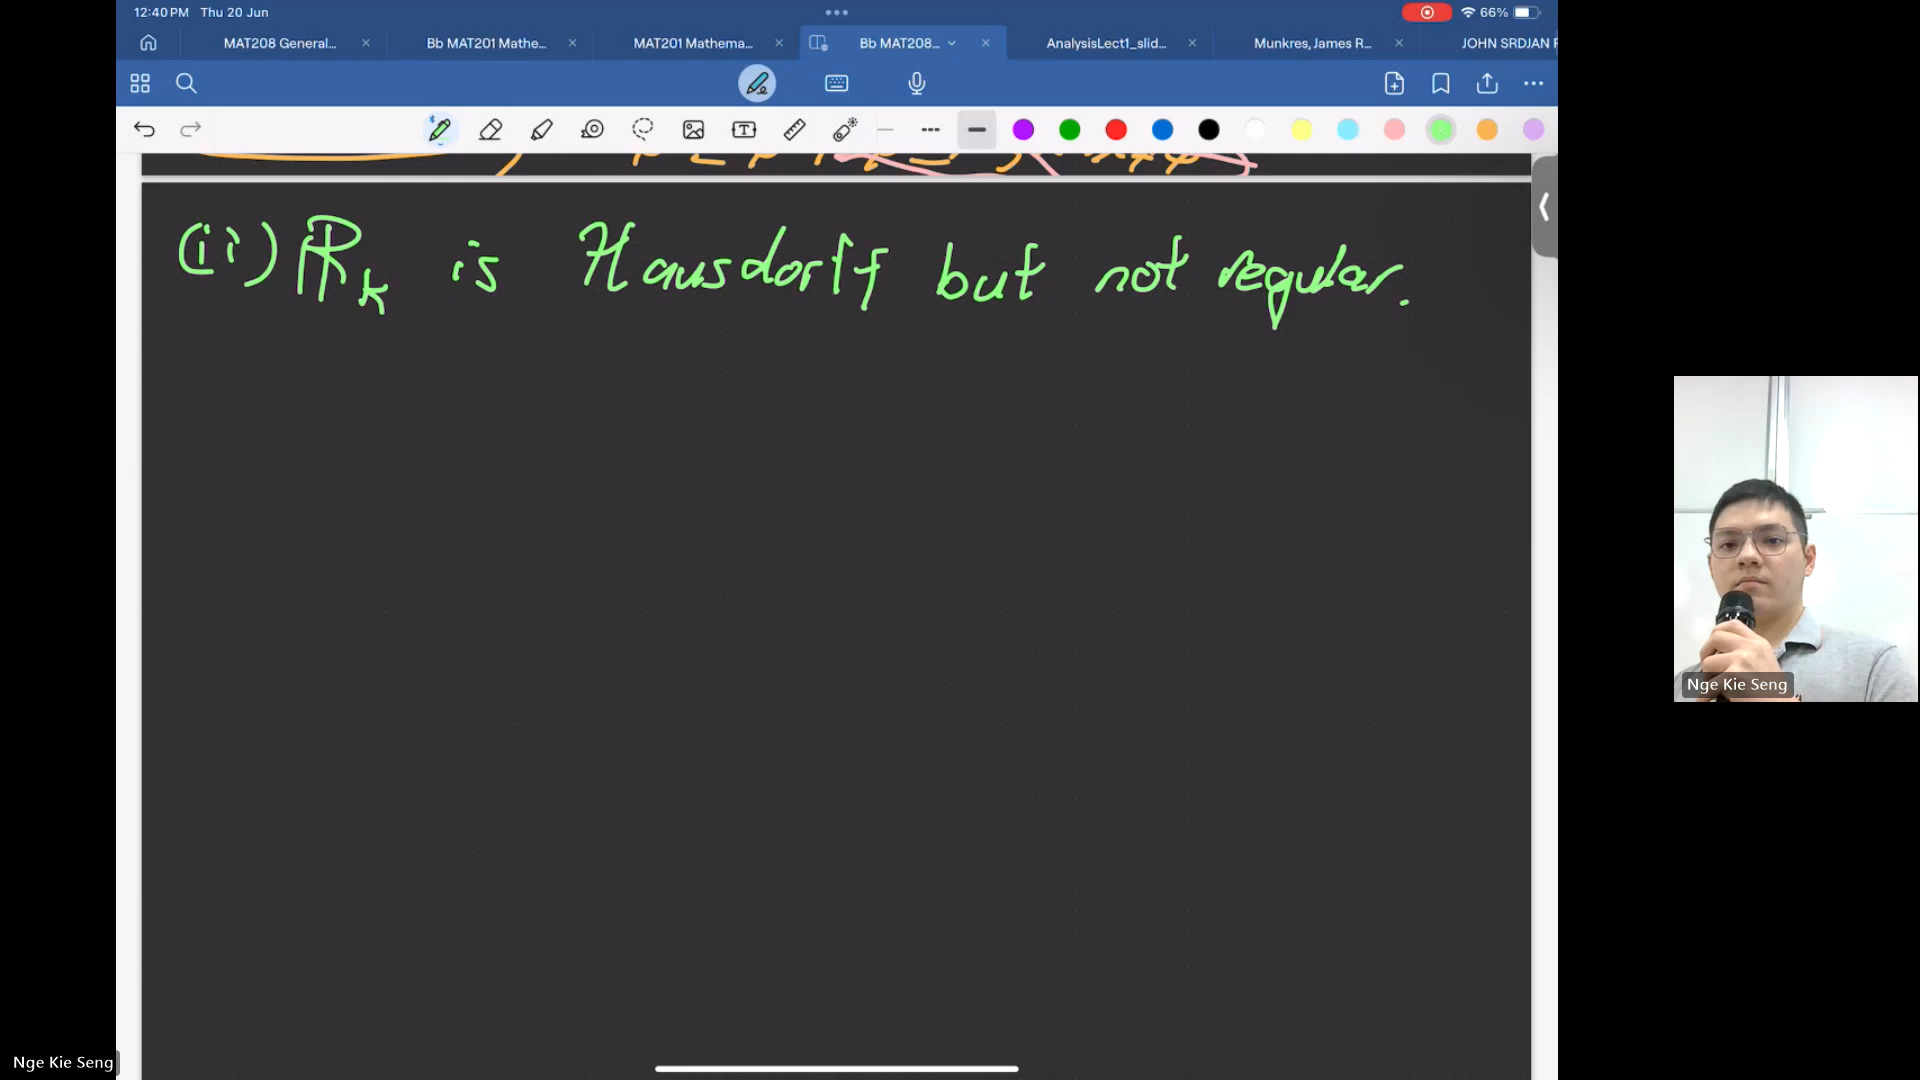 12:40 PM Thu 20 Jun
66%
MAT208 General...
Bb MAT201 Mathe...
MAT201 Mathema...
Bb MAT208...
AnalysisLect1_slid...
Munkres, James R...
JOHN SRDJAN P
(ii) ℝₖ is Hausdorff but not regular.
Nge Kie Seng
Nge Kie Seng